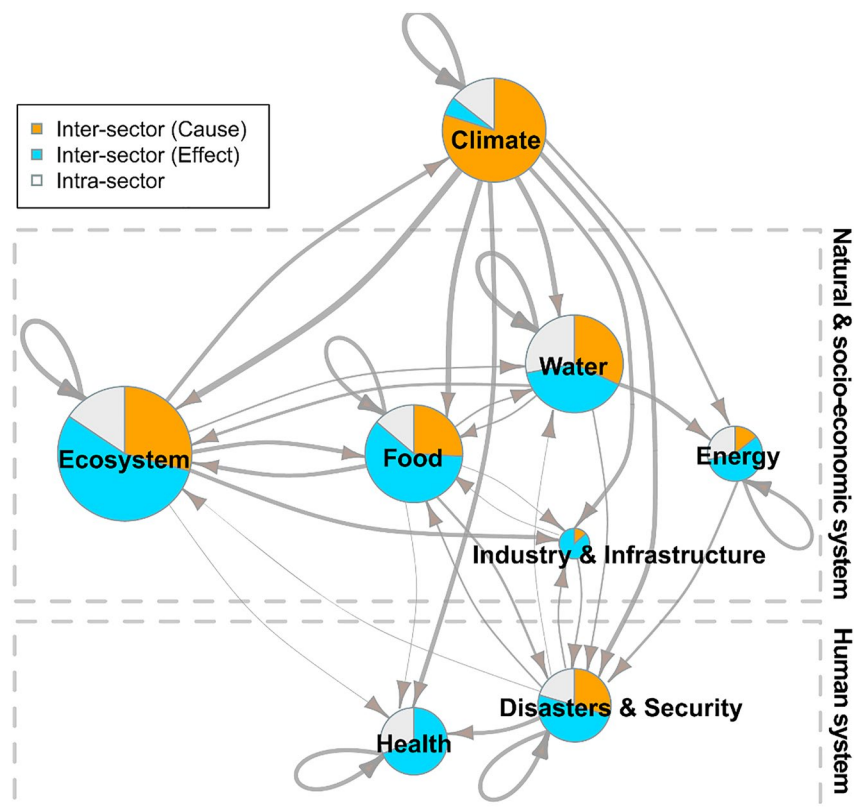 Climate
Inter-sector (Cause)
Inter-sector (Effect)
Intra-sector
Natural & socio-economic system
Water
Ecosystem
Food
Energy
Industry & Infrastructure
Human system
Disasters & Security
Health